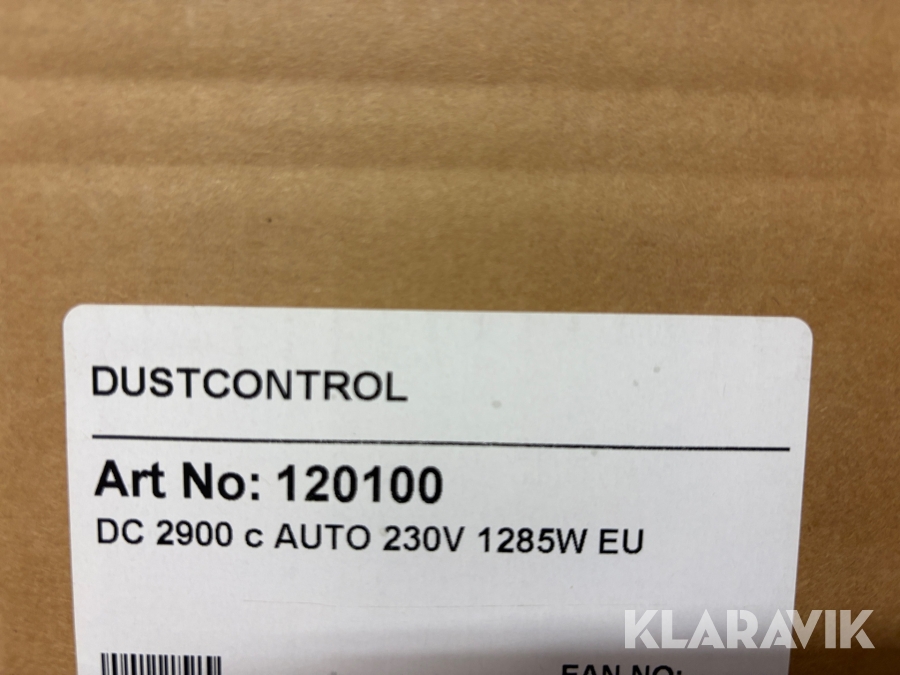 DUSTCONTROL
Art No: 120100
DC 2900 c AUTO 230V 1285W EU
EAN NO:
KLARAVIK